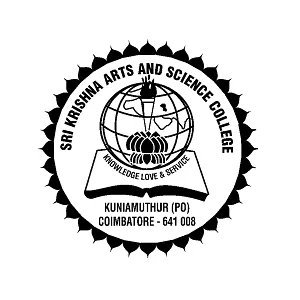 SRI KRISHNA ARTS AND SCIENCE COLLEGE
KNOWLEDGE LOVE & SERVICE
KUNIAMUTHUR (PO)
COIMBATORE - 641 008